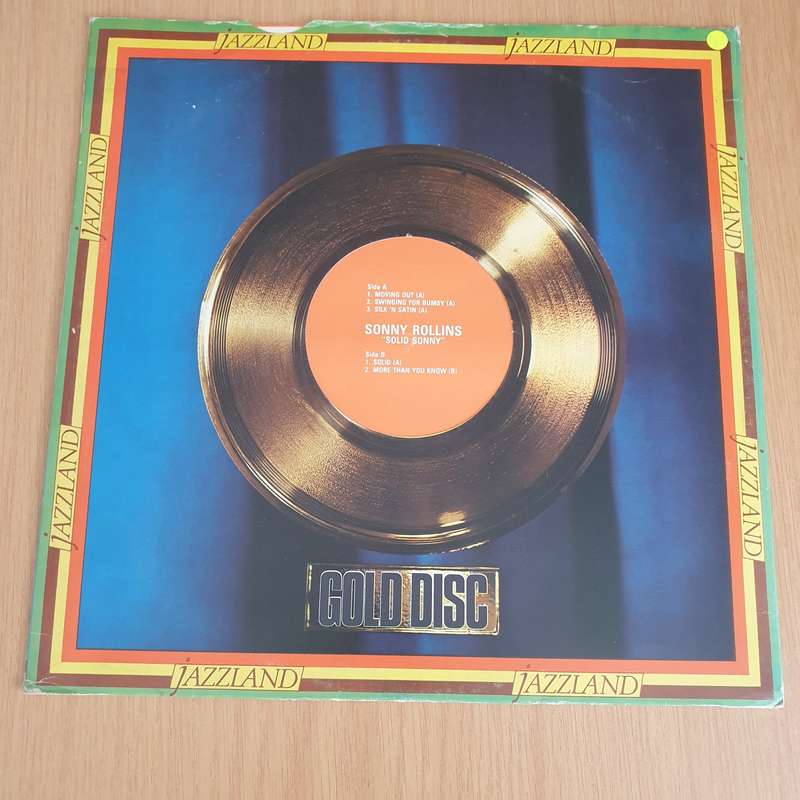 JAZZLAND
JAZZLAND
JAZZLAND
JAZZLAND
Side A
1. MOVING OUT (A)
2. SWINGING FOR BUMBY (A)
3. SILK 'N SATIN (A)
SONNY ROLLINS
"SOLID SONNY"
Side B
1. SOLID (A)
2. MORE THAN YOU KNOW (B)
JAZZLAND
JAZZLAND
GOLD DISC
JAZZLAND
JAZZLAND